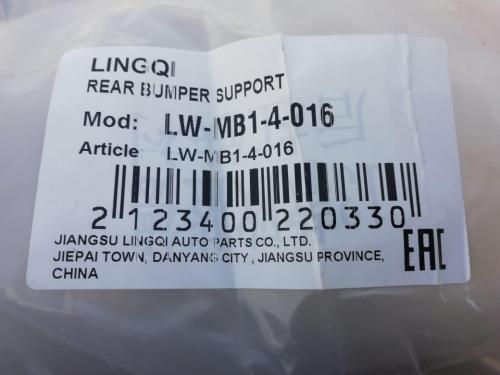 LINGQI
REAR BUMPER SUPPORT
Mod: LW-MB1-4-016
Article: LW-MB1-4-016
2 123400 220330
JIANGSU LINGQI AUTO PARTS CO., LTD.
JIEPAI TOWN, DANYANG CITY, JIANGSU PROVINCE,
CHINA
EAC